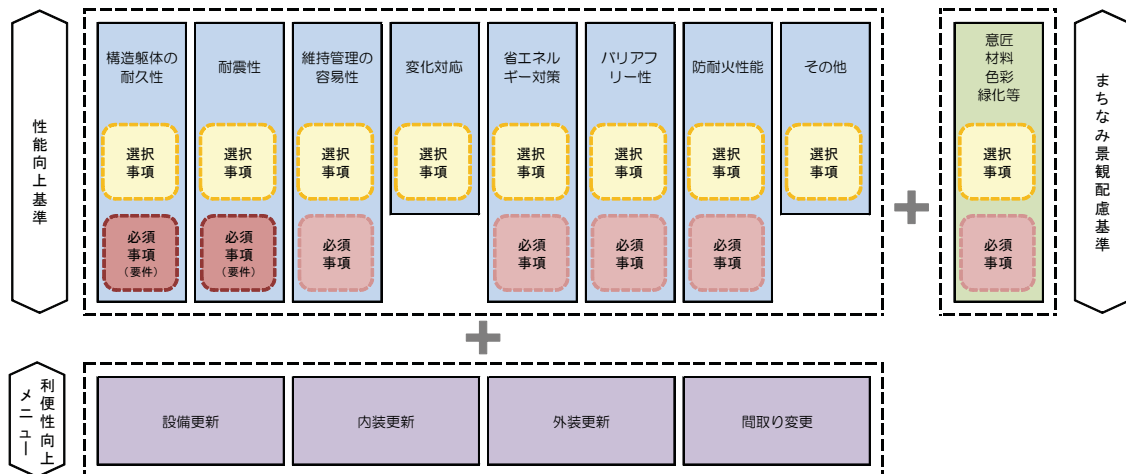 性能向上基準
構造躯体の
耐久性
選択
事項
必須
事項
（要件）
耐震性
選択
事項
必須
事項
（要件）
維持管理の
容易性
選択
事項
必須
事項
変化対応
選択
事項
省エネル
ギー対策
選択
事項
必須
事項
バリアフ
リー性
選択
事項
必須
事項
防耐火性能
選択
事項
必須
事項
その他
選択
事項
意匠
材料
色彩
緑化等
選択
事項
必須
事項
まちなみ景観配慮基準
利便性向上
メニュー
設備更新
内装更新
外装更新
間取り変更